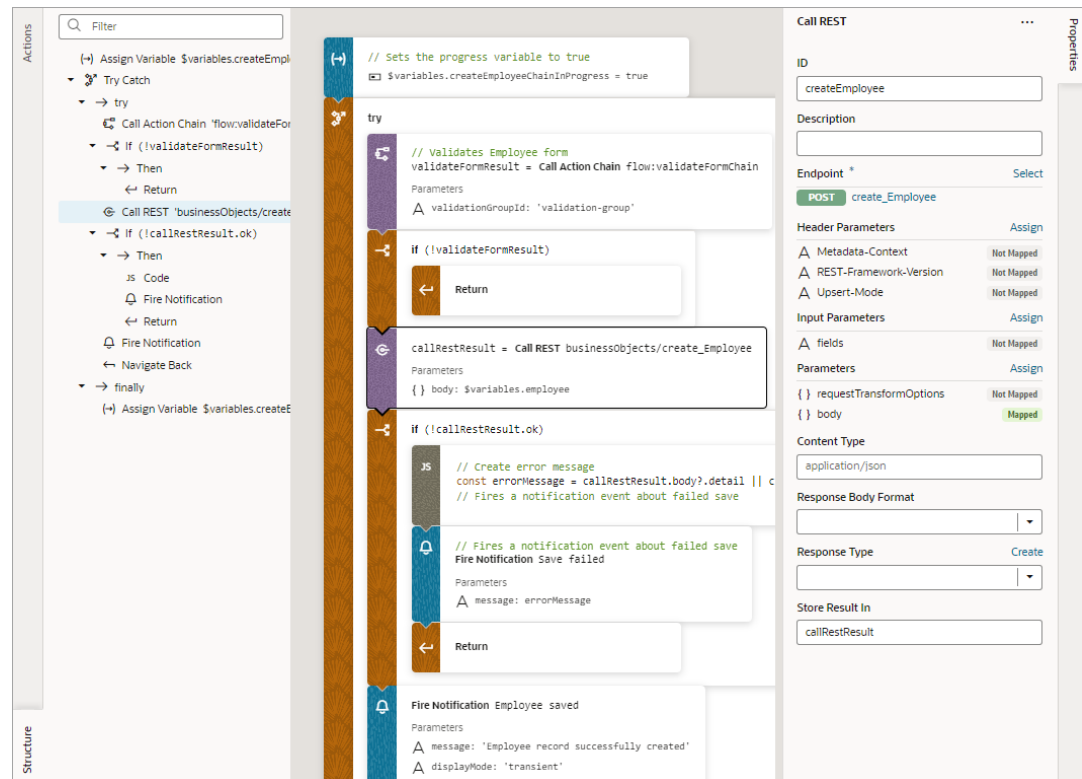 Actions
Structure
Filter
(→) Assign Variable $variables.createEmpl
Try Catch
try
Call Action Chain 'flow:validateFor
If (!validateFormResult)
Then
Return
Call REST 'businessObjects/create
If (!callRestResult.ok)
Then
JS Code
Fire Notification
Return
Fire Notification
Navigate Back
finally
(→) Assign Variable $variables.createE
(→)
// Sets the progress variable to true
$variables.createEmployeeChainInProgress = true
try
// Validates Employee form
validateFormResult = Call Action Chain flow:validateFormChain
Parameters
A validationGroupId: 'validation-group'
if (!validateFormResult)
Return
callRestResult = Call REST businessObjects/create_Employee
Parameters
{ } body: $variables.employee
if (!callRestResult.ok)
JS
// Create error message
const errorMessage = callRestResult.body?.detail || c
// Fires a notification event about failed save
// Fires a notification event about failed save
Fire Notification Save failed
Parameters
A message: errorMessage
Return
Fire Notification Employee saved
Parameters
A message: 'Employee record successfully created'
A displayMode: 'transient'
Call REST ...
ID
createEmployee
Description
Endpoint * Select
POST create_Employee
Header Parameters Assign
A Metadata-Context Not Mapped
A REST-Framework-Version Not Mapped
A Upsert-Mode Not Mapped
Input Parameters Assign
A fields Not Mapped
Parameters Assign
{ } requestTransformOptions Not Mapped
{ } body Mapped
Content Type
application/json
Response Body Format
Response Type Create
Store Result In
callRestResult
Properties